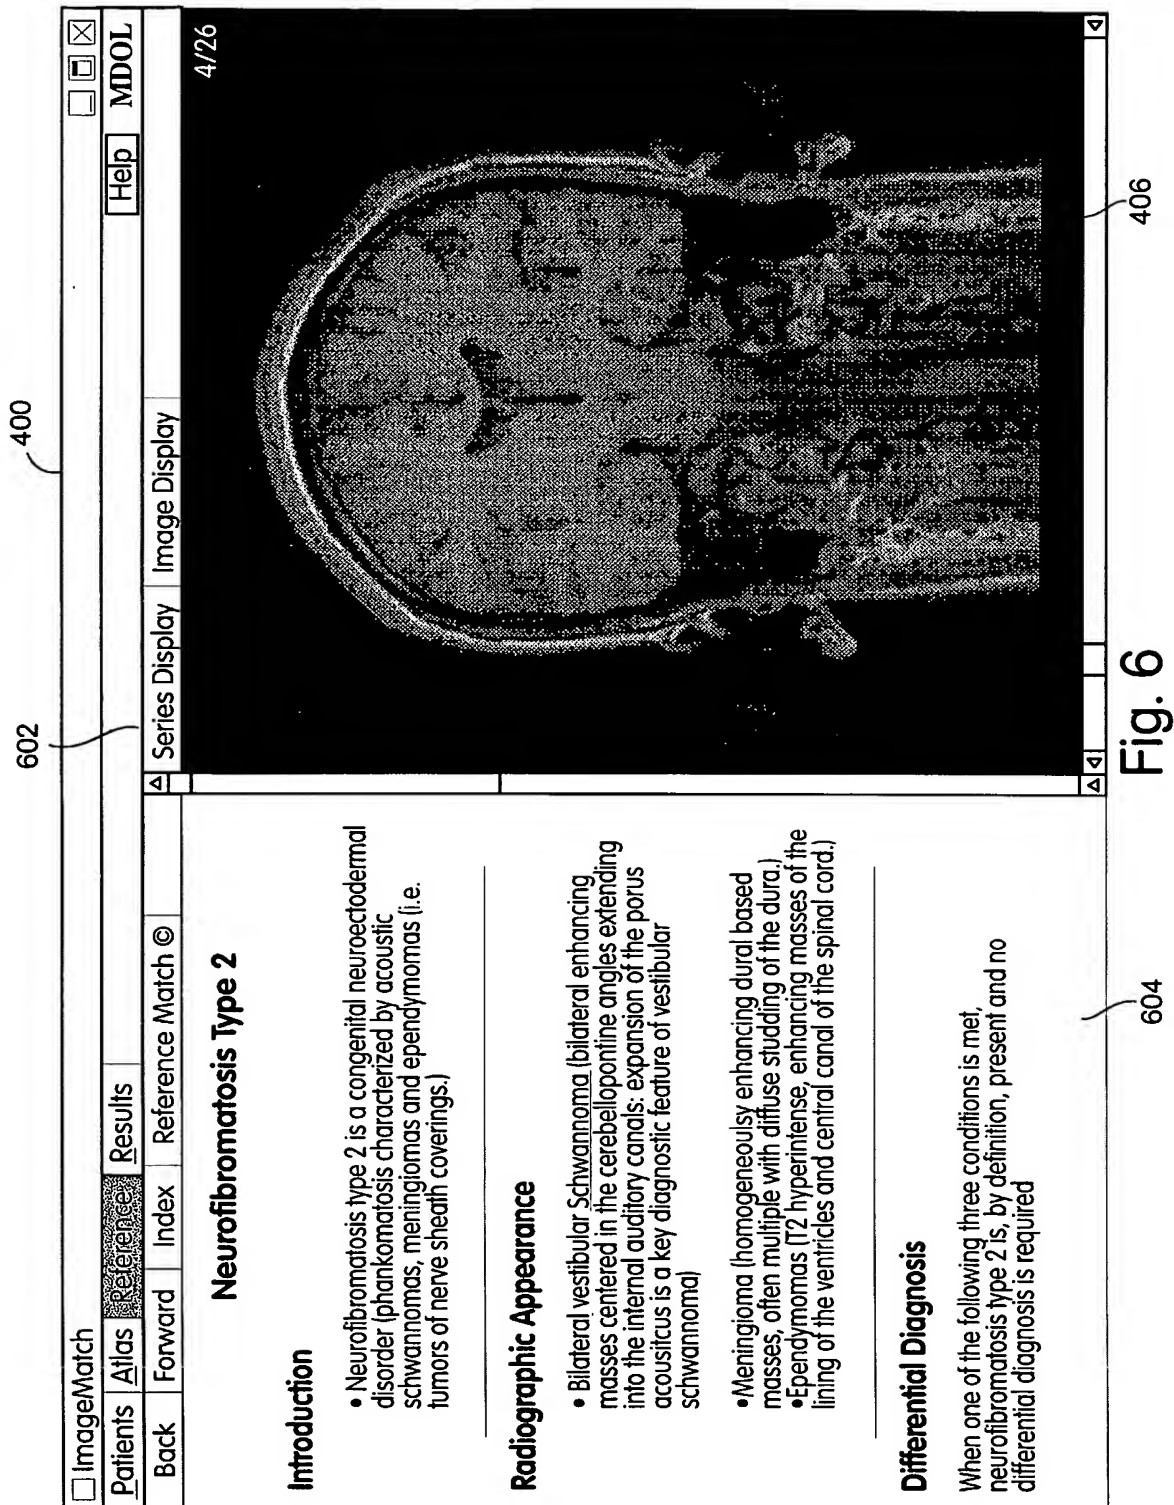 400
602
ImageMatch
Patients Atlas Reference Results Help MDOL
Back Forward Index Reference Match © Series Display Image Display
4/26
Neurofibromatosis Type 2
Introduction
• Neurofibromatosis type 2 is a congenital neuroectodermal
disorder (phankomatosis characterized by acoustic
schwannomas, meningiomas and ependymomas (i.e.
tumors of nerve sheath coverings.)
Radiographic Appearance
• Bilateral vestibular Schwannoma (bilateral enhancing
masses centered in the cerebellopontine angles extending
into the internal auditory canals: expansion of the porus
acousitcus is a key diagnostic feature of vestibular
schwannoma)
•Meningioma (homogeneoulsy enhancing dural based
masses, often multiple with diffuse studding of the dura.)
•Ependymomas (T2 hyperintense, enhancing masses of the
lining of the ventricles and central canal of the spinal cord.)
Differential Diagnosis
When one of the following three conditions is met,
neurofibromatosis type 2 is, by definition, present and no
differential diagnosis is required
604
406
Fig. 6